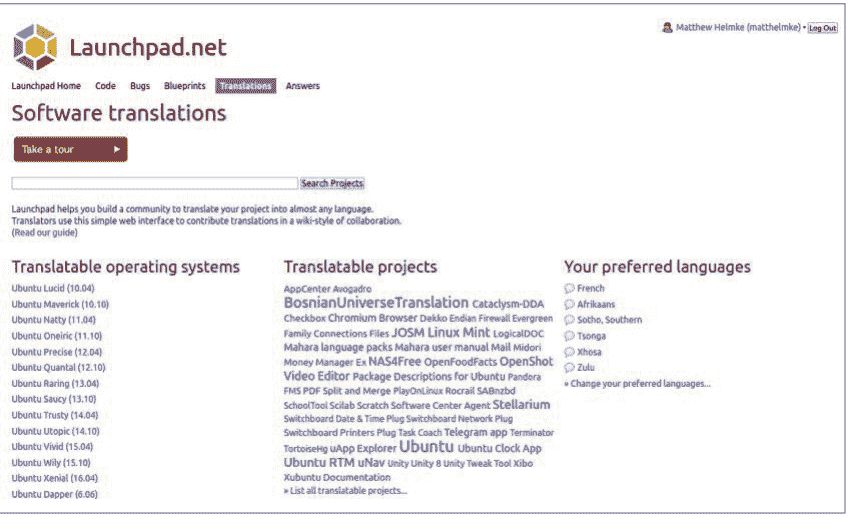 Matthew Helmke (matthelmke) • Log Out
Launchpad.net
Launchpad Home Code Bugs Blueprints Translations Answers
Software translations
Take a tour
Search Projects
Launchpad helps you build a community to translate your project into almost any language.
Translators use this simple web interface to contribute translations in a wiki-style of collaboration.
(Read our guide)
Translatable operating systems
Ubuntu Lucid (10.04)
Ubuntu Maverick (10.10)
Ubuntu Natty (11.04)
Ubuntu Oneiric (11.10)
Ubuntu Precise (12.04)
Ubuntu Quantal (12.10)
Ubuntu Raring (13.04)
Ubuntu Saucy (13.10)
Ubuntu Trusty (14.04)
Ubuntu Utopic (14.10)
Ubuntu Vivid (15.04)
Ubuntu Wily (15.10)
Ubuntu Xenial (16.04)
Ubuntu Dapper (6.06)
Translatable projects
AppCenter Avogadro
BosnianUniverseTranslation Cataclysm-DDA
Checkbox Chromium Browser Dekko Endian Firewall Evergreen
Family Connections Files JOSM Linux Mint LogicalDOC
Mahara language packs Mahara user manual Mail Midori
Money Manager Ex NAS4Free OpenFoodFacts OpenShot
Video Editor Package Descriptions for Ubuntu Pandora
FMS PDF Split and Merge PlayOnLinux Rocrail SABnzbd
SchoolTool Scilab Scratch Software Center Agent Stellarium
Switchboard Date & Time Plug Switchboard Network Plug
Switchboard Printers Plug Task Coach Telegram app Terminator
TortoiseHg uApp Explorer Ubuntu Ubuntu Clock App
Ubuntu RTM uNav Unity Unity 8 Unity Tweak Tool Xibo
Xubuntu Documentation
» List all translatable projects...
Your preferred languages
French
Afrikaans
Sotho, Southern
Tsonga
Xhosa
Zulu
» Change your preferred languages...